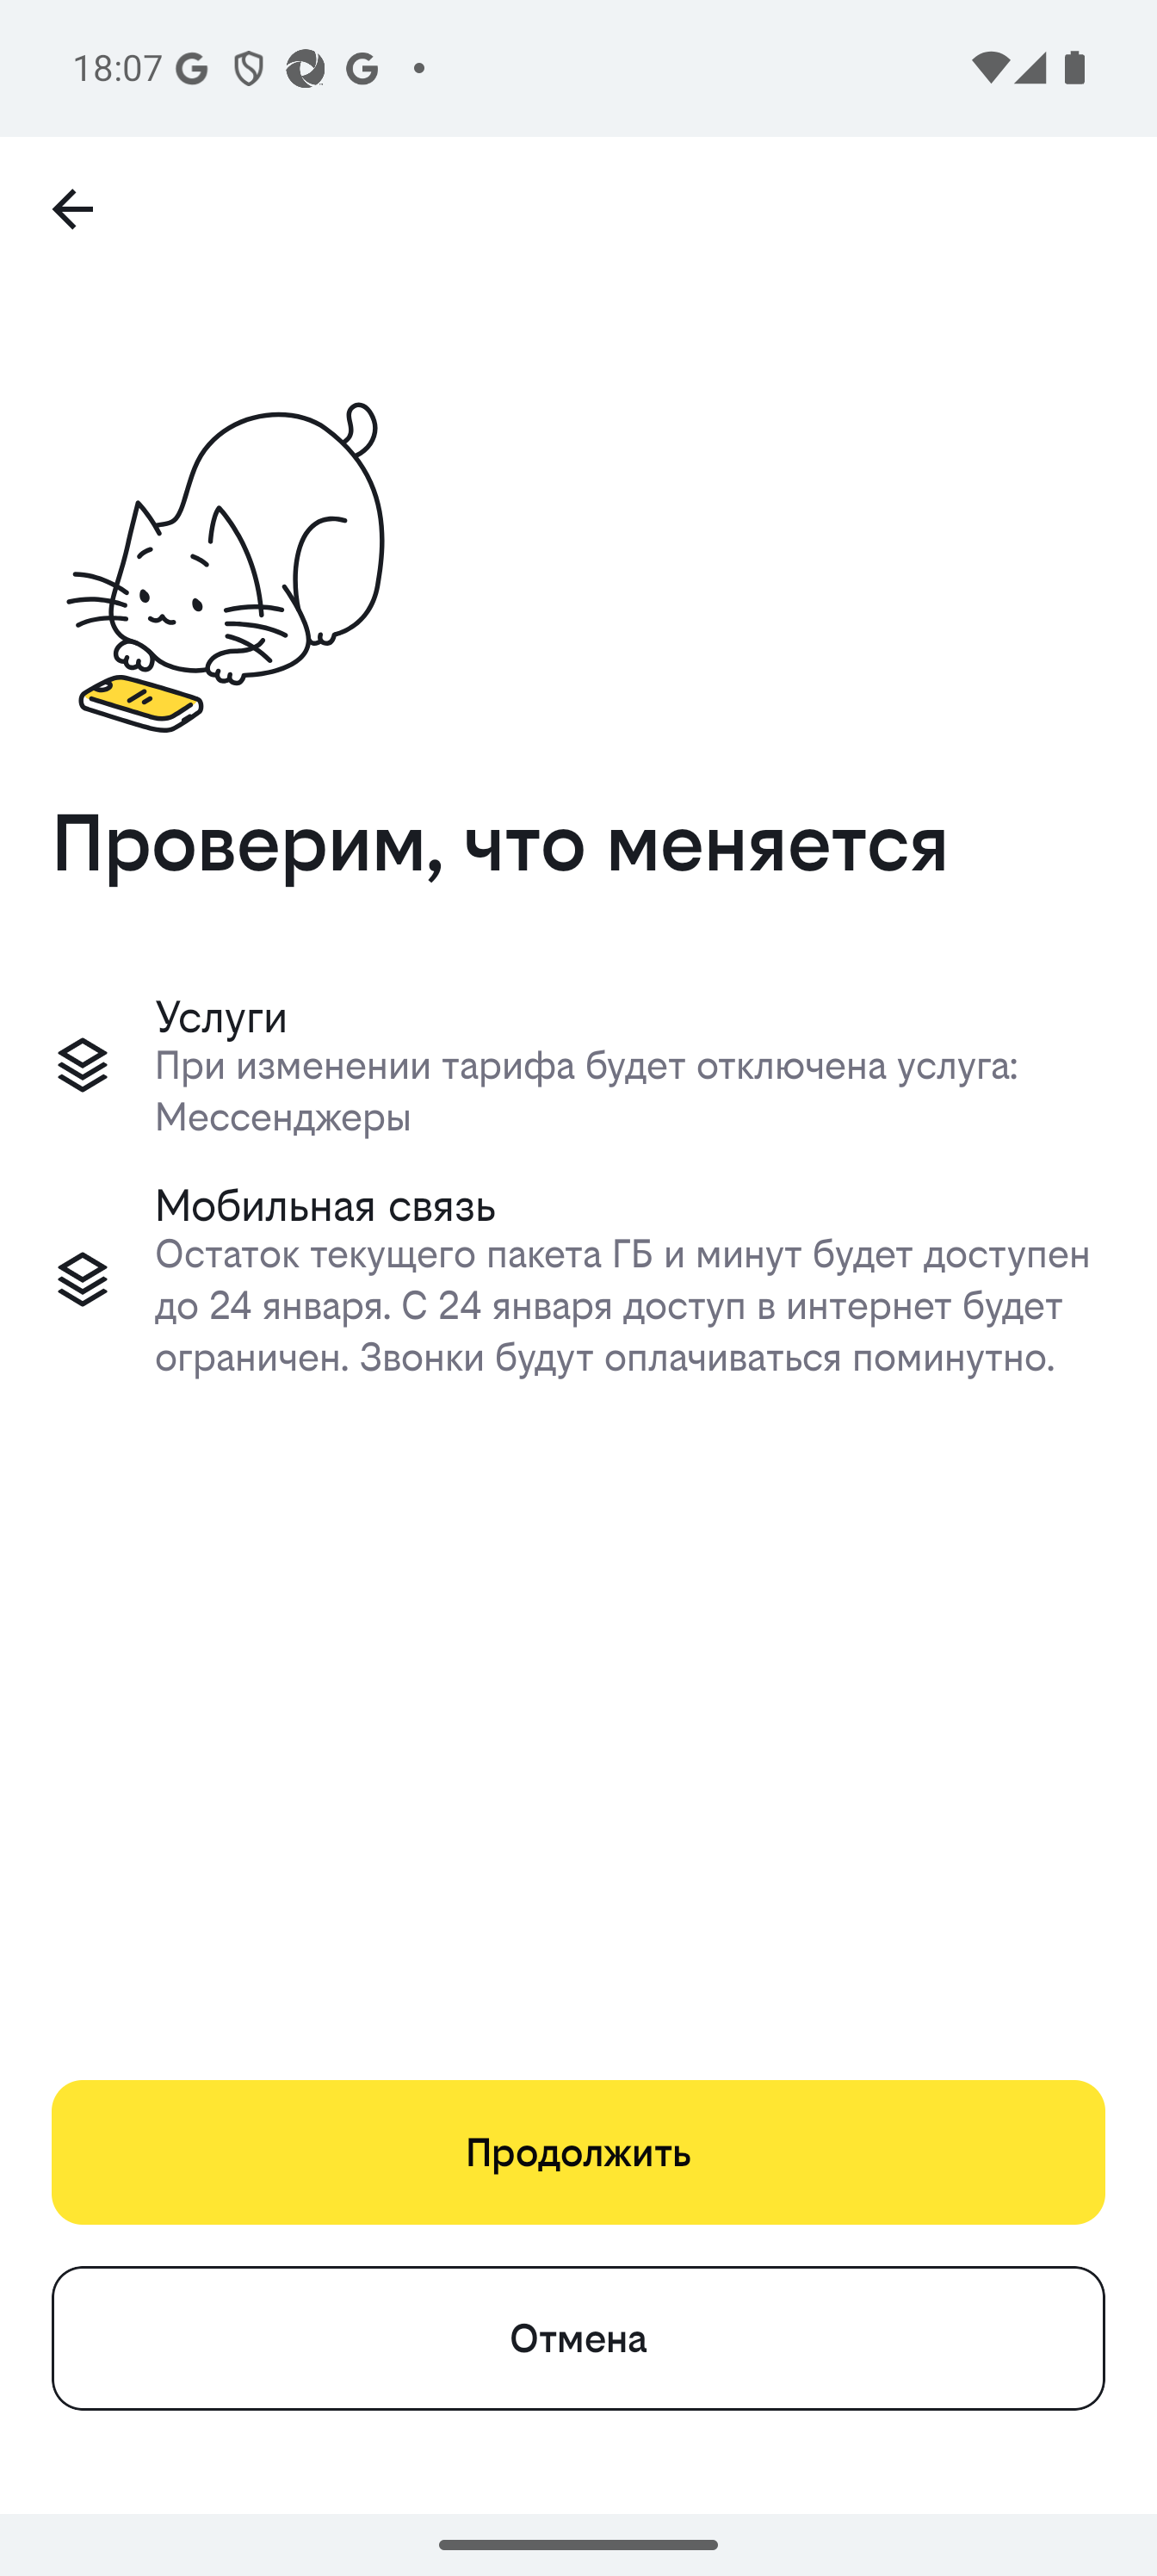 18:07
Проверим, что меняется
Услуги
При изменении тарифа будет отключена услуга:
Мессенджеры
Мобильная связь
Остаток текущего пакета ГБ и минут будет доступен
до 24 января. С 24 января доступ в интернет будет
ограничен. Звонки будут оплачиваться поминутно.
Продолжить
Отмена